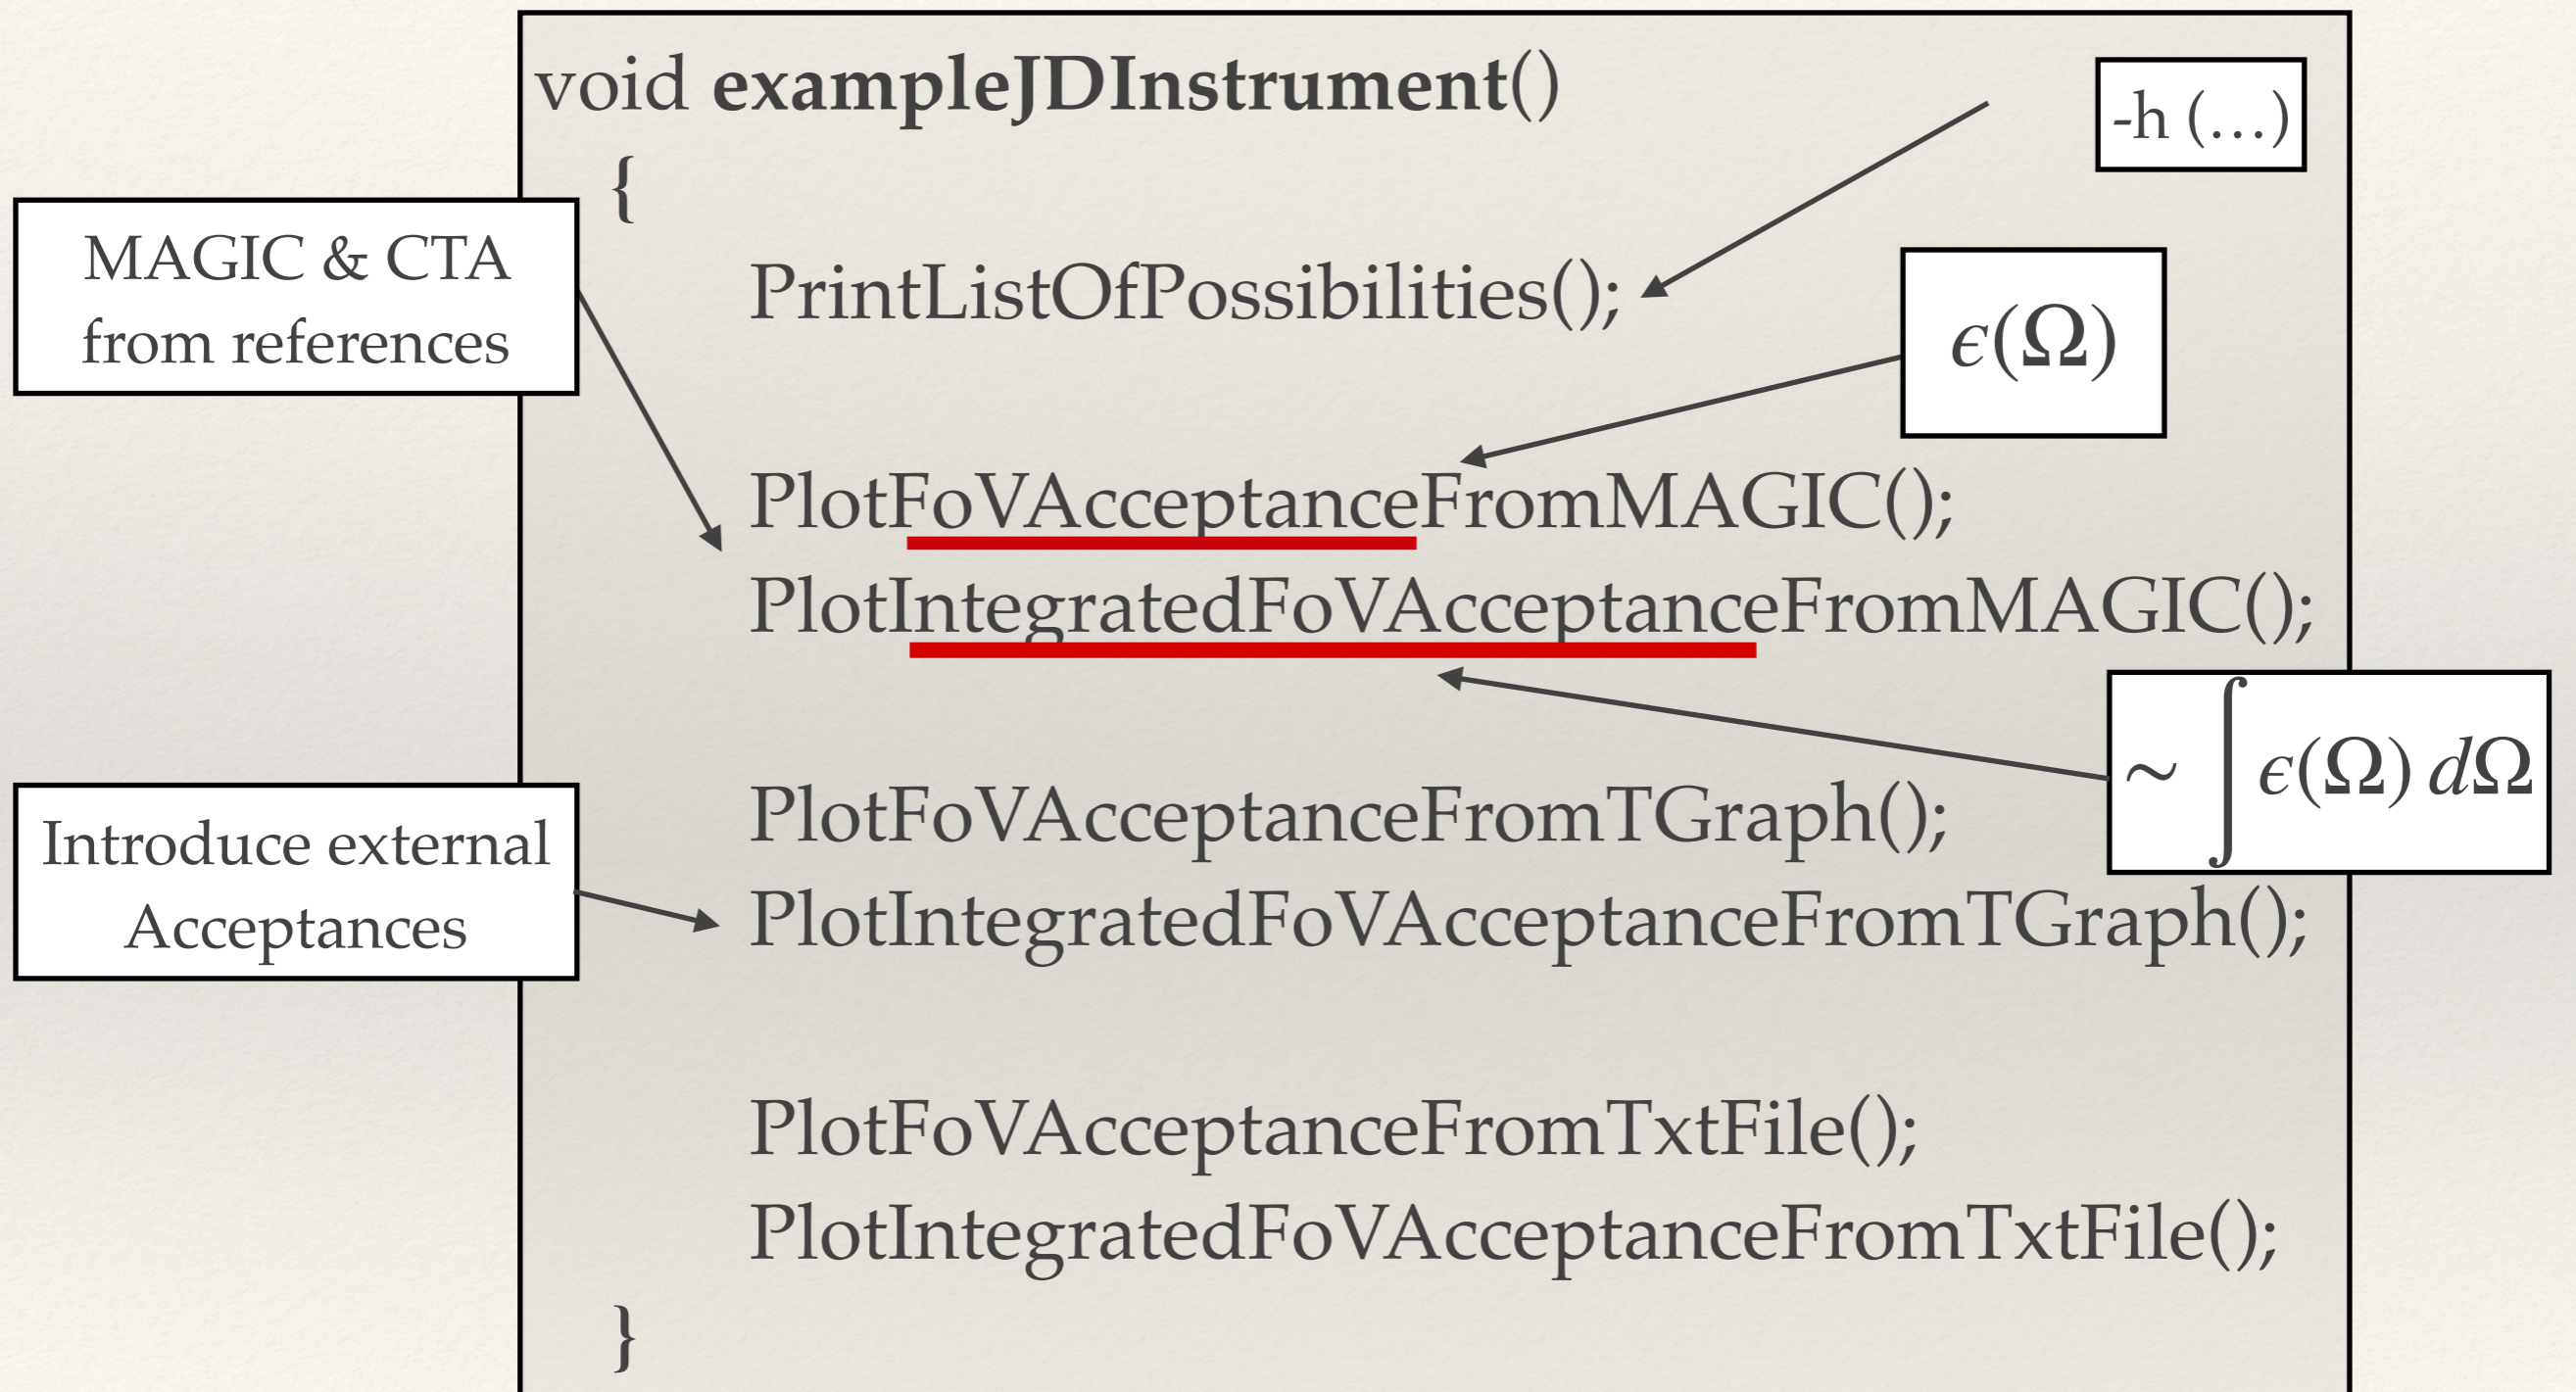 void exampleJDInstrument()
-h (…)
{
MAGIC & CTA
from references
PrintListOfPossibilities();
ϵ(Ω)
PlotFoVAcceptanceFromMAGIC();
PlotIntegratedFoVAcceptanceFromMAGIC();
~ ∫ ϵ(Ω) dΩ
Introduce external
Acceptances
PlotFoVAcceptanceFromTGraph();
PlotIntegratedFoVAcceptanceFromTGraph();
PlotFoVAcceptanceFromTxtFile();
PlotIntegratedFoVAcceptanceFromTxtFile();
}